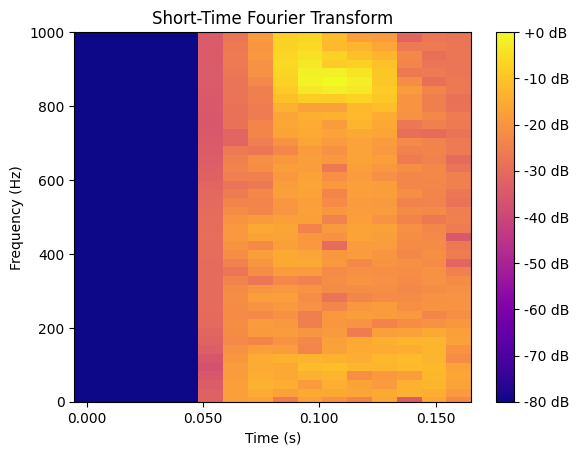 Short-Time Fourier Transform
1000
800
600
400
200
0
Frequency (Hz)
0.000
0.050
0.100
0.150
Time (s)
+0 dB
-10 dB
-20 dB
-30 dB
-40 dB
-50 dB
-60 dB
-70 dB
-80 dB